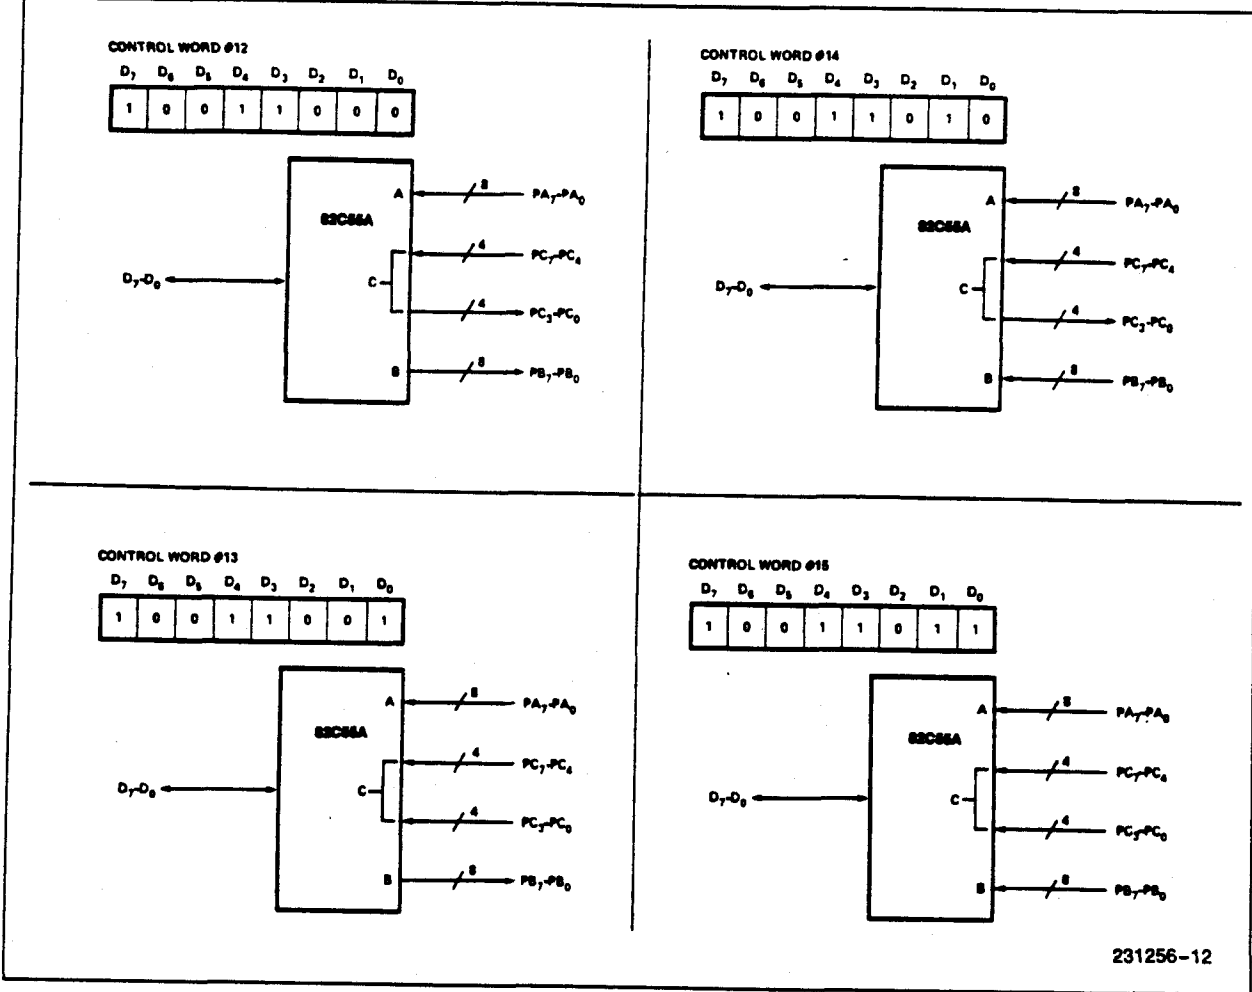 CONTROL WORD #12
D7 D6 D5 D4 D3 D2 D1 D0
1 0 0 1 1 0 0 0
82C55A
A
8
PA7-PA0
4
PC7-PC4
D7-D0
C
4
PC3-PC0
B
8
PB7-PB0
CONTROL WORD #14
D7 D6 D5 D4 D3 D2 D1 D0
1 0 0 1 1 0 1 0
82C55A
A
8
PA7-PA0
4
PC7-PC4
D7-D0
C
4
PC3-PC0
B
8
PB7-PB0
CONTROL WORD #13
D7 D6 D5 D4 D3 D2 D1 D0
1 0 0 1 1 0 0 1
82C55A
A
8
PA7-PA0
4
PC7-PC4
D7-D0
C
4
PC3-PC0
B
8
PB7-PB0
CONTROL WORD #15
D7 D6 D5 D4 D3 D2 D1 D0
1 0 0 1 1 0 1 1
82C55A
A
8
PA7-PA0
4
PC7-PC4
D7-D0
C
4
PC3-PC0
B
8
PB7-PB0
231256-12